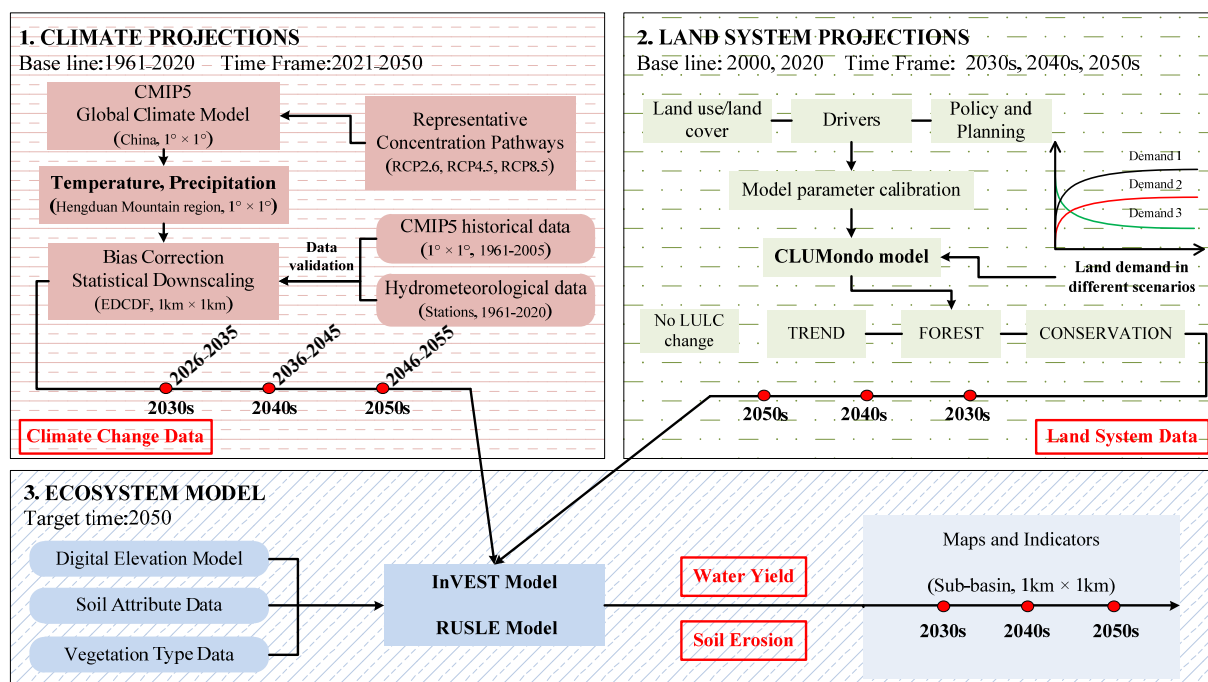 1. CLIMATE PROJECTIONS
Base line:1961-2020 Time Frame:2021-2050
CMIP5
Global Climate Model
(China, 1° × 1°)
Representative
Concentration Pathways
(RCP2.6, RCP4.5, RCP8.5)
Temperature, Precipitation
(Hengduan Mountain region, 1° × 1°)
CMIP5 historical data
(1° × 1°, 1961-2005)
Data
validation
Bias Correction
Statistical Downscaling
(EDCDF, 1km × 1km)
Hydrometeorological data
(Stations, 1961-2020)
2026-2035
2036-2045
2046-2055
2030s
2040s
2050s
Climate Change Data
2. LAND SYSTEM PROJECTIONS
Base line: 2000, 2020 Time Frame: 2030s, 2040s, 2050s
Land use/land
cover
Drivers
Policy and
Planning
Demand 1
Demand 2
Demand 3
Model parameter calibration
CLUMondo model
Land demand in
different scenarios
No LULC
change
TREND
FOREST
CONSERVATION
2050s
2040s
2030s
Land System Data
3. ECOSYSTEM MODEL
Target time:2050
Digital Elevation Model
Soil Attribute Data
Vegetation Type Data
InVEST Model
RUSLE Model
Water Yield
Soil Erosion
Maps and Indicators
(Sub-basin, 1km × 1km)
2030s
2040s
2050s